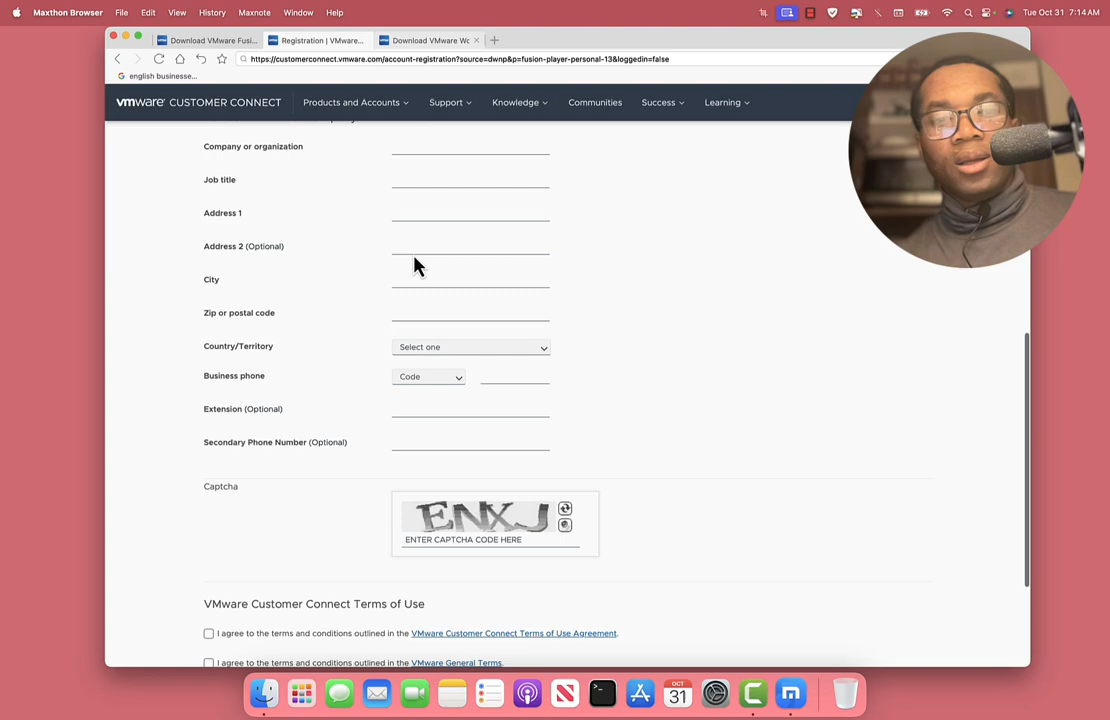 Maxthon Browser File Edit View History Maxnote Window Help Tue Oct 31 7:14 AM
Download VMware Fusi... Registration | VMware... Download VMware Wo
https://customerconnect.vmware.com/account-registration?source=dwnp&p=fusion-player-personal-13&loggedin=false
english businesse...
vmware® CUSTOMER CONNECT Products and Accounts Support Knowledge Communities Success Learning
Company or organization
Job title
Address 1
Address 2 (Optional)
City
Zip or postal code
Country/Territory Select one
Business phone Code
Extension (Optional)
Secondary Phone Number (Optional)
Captcha
ENXJ
ENTER CAPTCHA CODE HERE
VMware Customer Connect Terms of Use
I agree to the terms and conditions outlined in the VMware Customer Connect Terms of Use Agreement.
I agree to the terms and conditions outlined in the VMware General Terms.
OCT
31